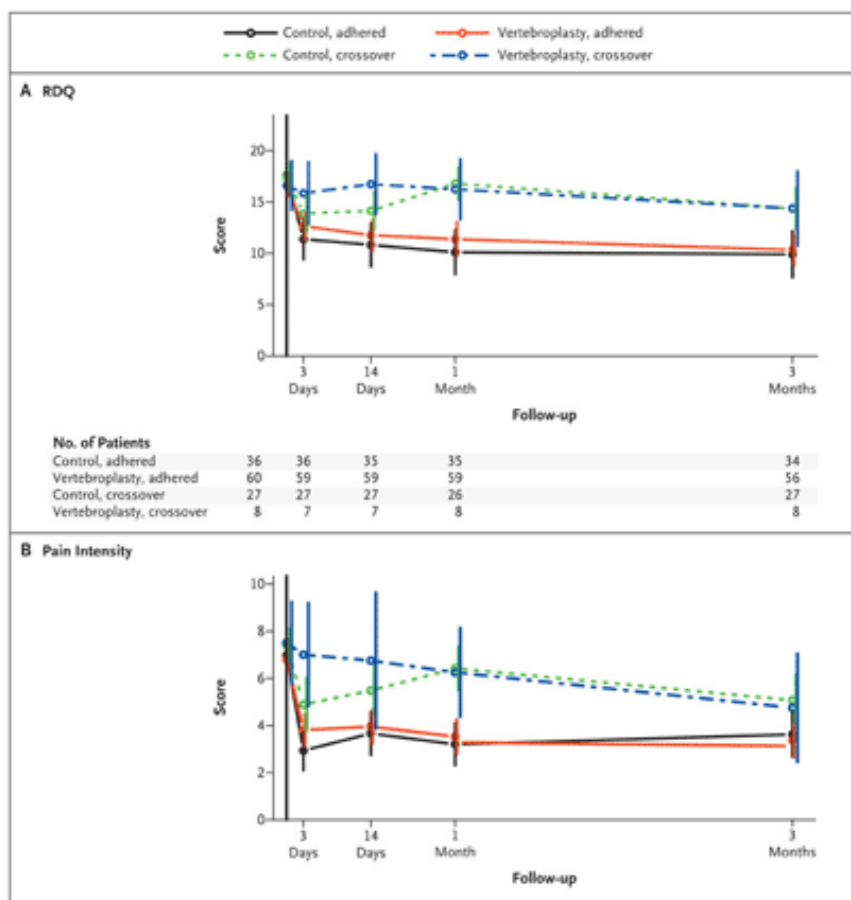 Control, adhered Vertebroplasty, adhered
Control, crossover Vertebroplasty, crossover
A RDQ
20
15
10
5
0
Score
3 14 1 3
Days Days Month Months
Follow-up
No. of Patients
Control, adhered 36 36 35 35 34
Vertebroplasty, adhered 60 59 59 59 56
Control, crossover 27 27 27 26 27
Vertebroplasty, crossover 8 7 7 8 8
B Pain Intensity
10
8
6
4
2
0
Score
3 14 1 3
Days Days Month Months
Follow-up